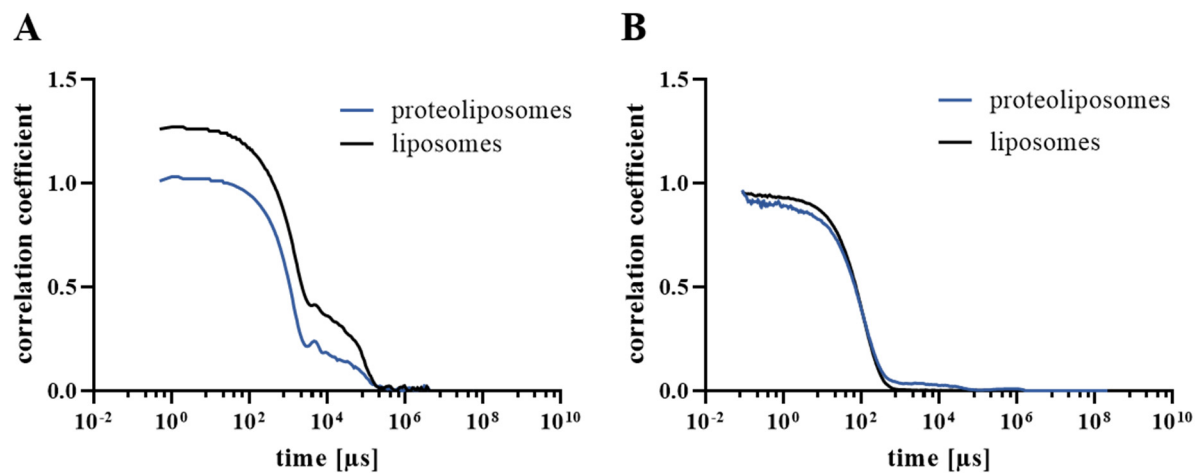 A
correlation coefficient
1.5
1.0
0.5
0.0
proteoliposomes
liposomes
10⁻² 10⁰ 10² 10⁴ 10⁶ 10⁸ 10¹⁰
time [µs]
B
correlation coefficient
1.5
1.0
0.5
0.0
proteoliposomes
liposomes
10⁻² 10⁰ 10² 10⁴ 10⁶ 10⁸ 10¹⁰
time [µs]